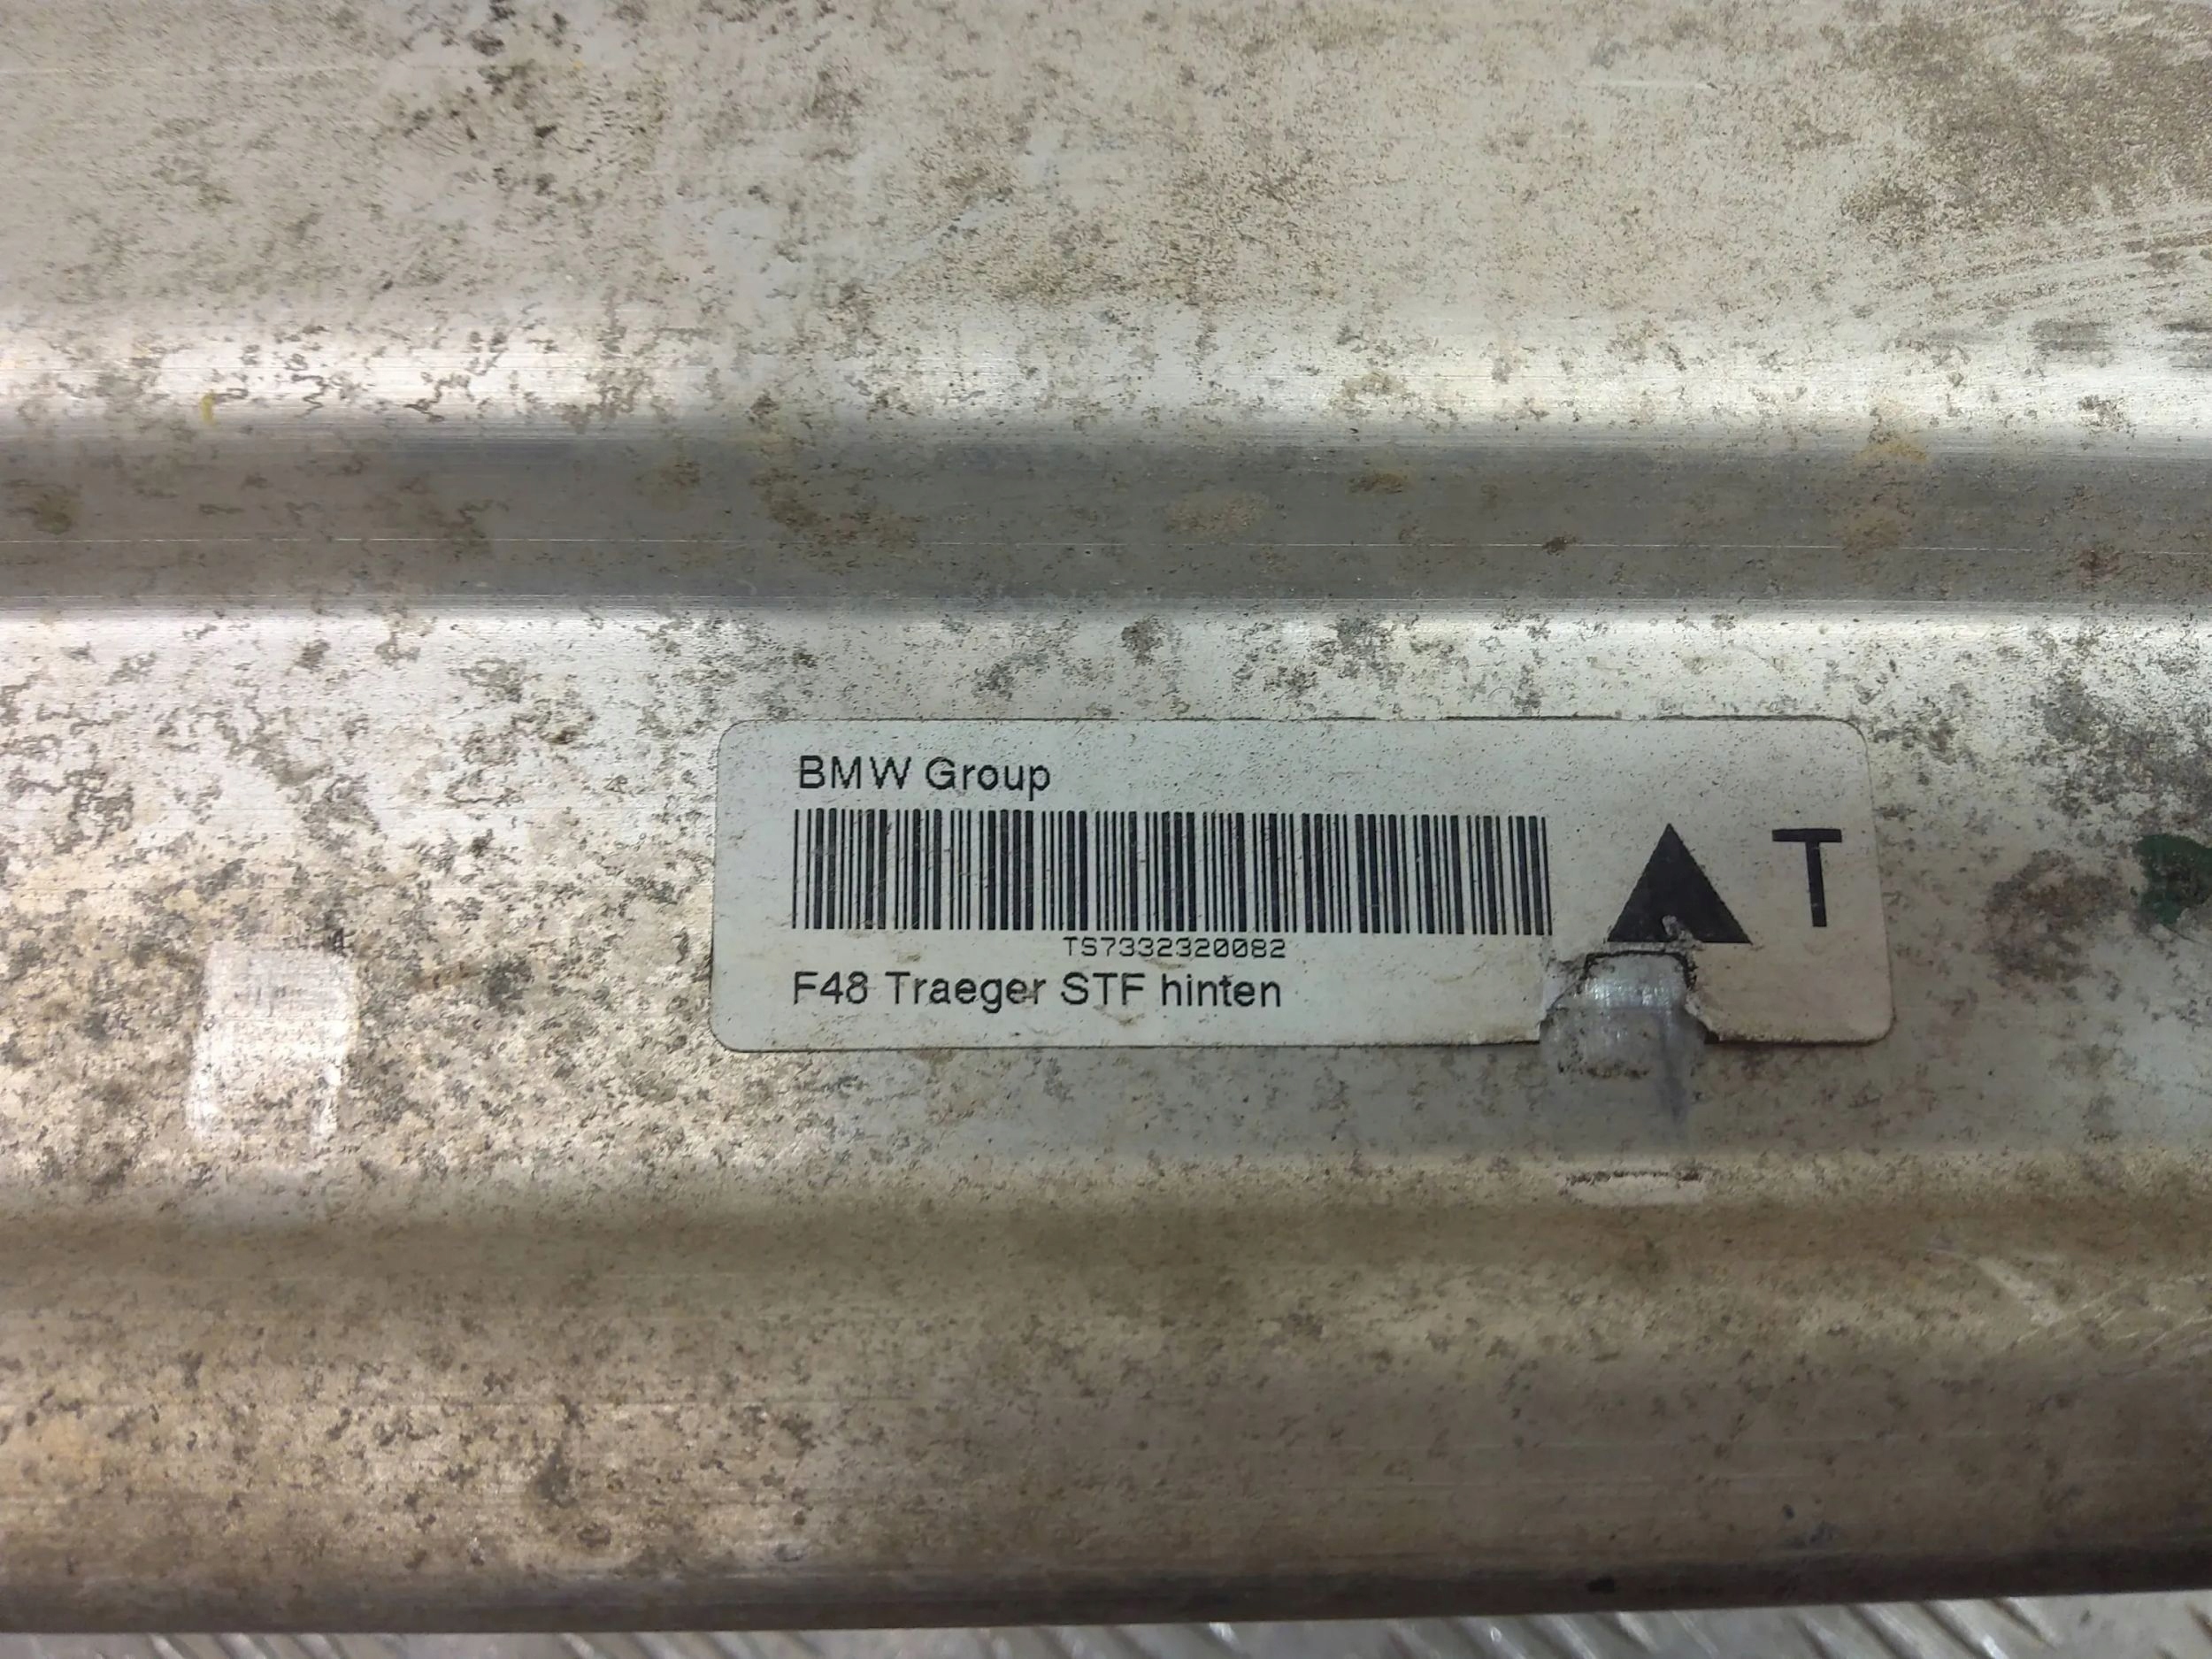 BMW Group
T
TS7332320082
F48 Traeger STF hinten